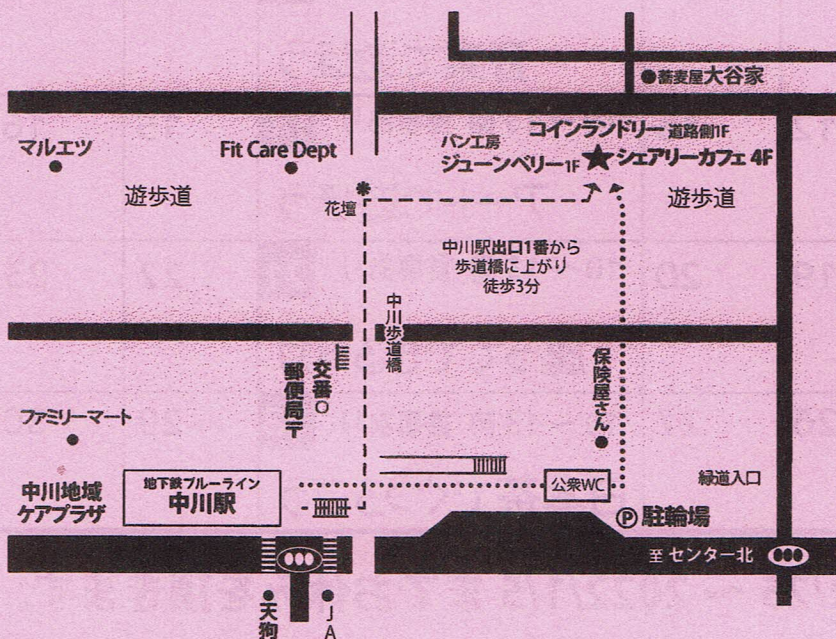 ●蕎麦屋大谷家
マルエツ
Fit Care Dept
パン工房
ジューンベリー1F
コインランドリー 道路側1F
★シェアリーカフェ 4F
遊歩道
花壇
遊歩道
中川駅出口1番から
歩道橋に上がり
徒歩3分
中川歩道橋
交番
郵便局〒
保険屋さん
ファミリーマート
中川地域
ケアプラザ
地下鉄ブルーライン
中川駅
公衆WC
緑道入口
Ⓟ駐輪場
至 センター北
天狗
JA